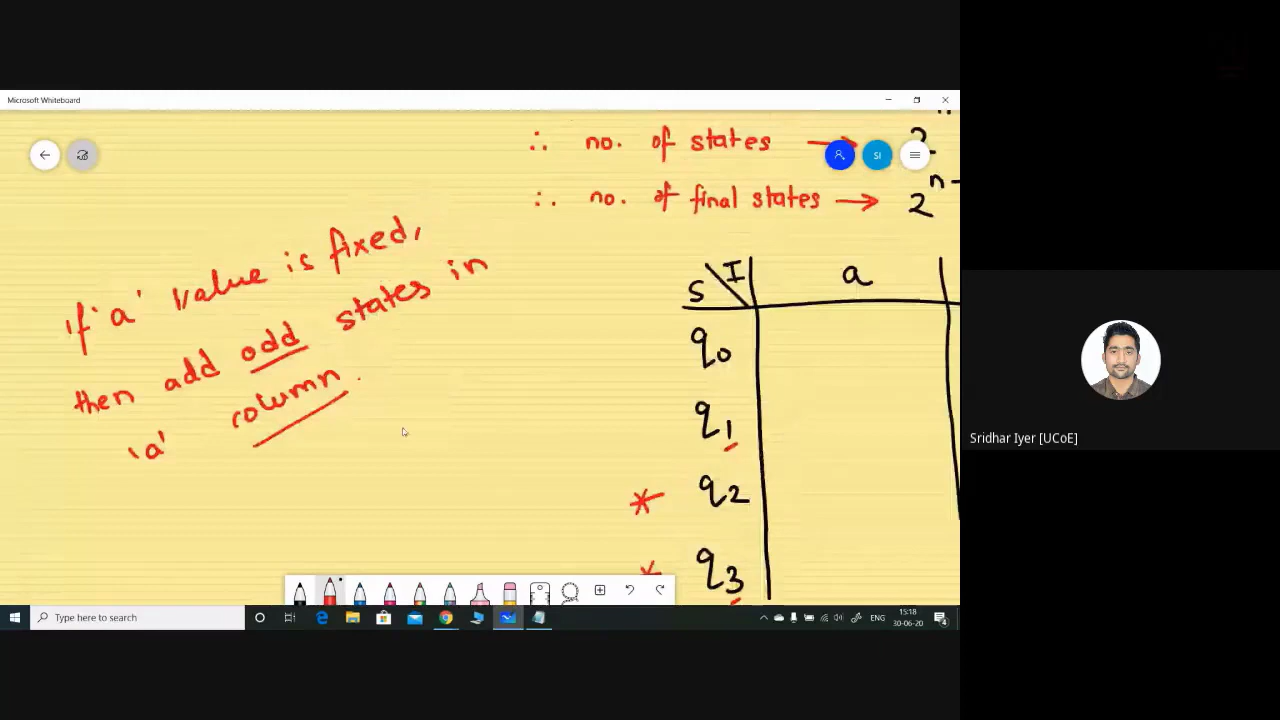 Microsoft Whiteboard
∴ no. of states →
∴ no. of final states → 2^n-
SI
If 'a' value is fixed,
then add odd states in
'a' column.
S I a
q0
q1
* q2
* q3
Sridhar Iyer [UCoE]
Type here to search
ENG
15:18
30-06-20